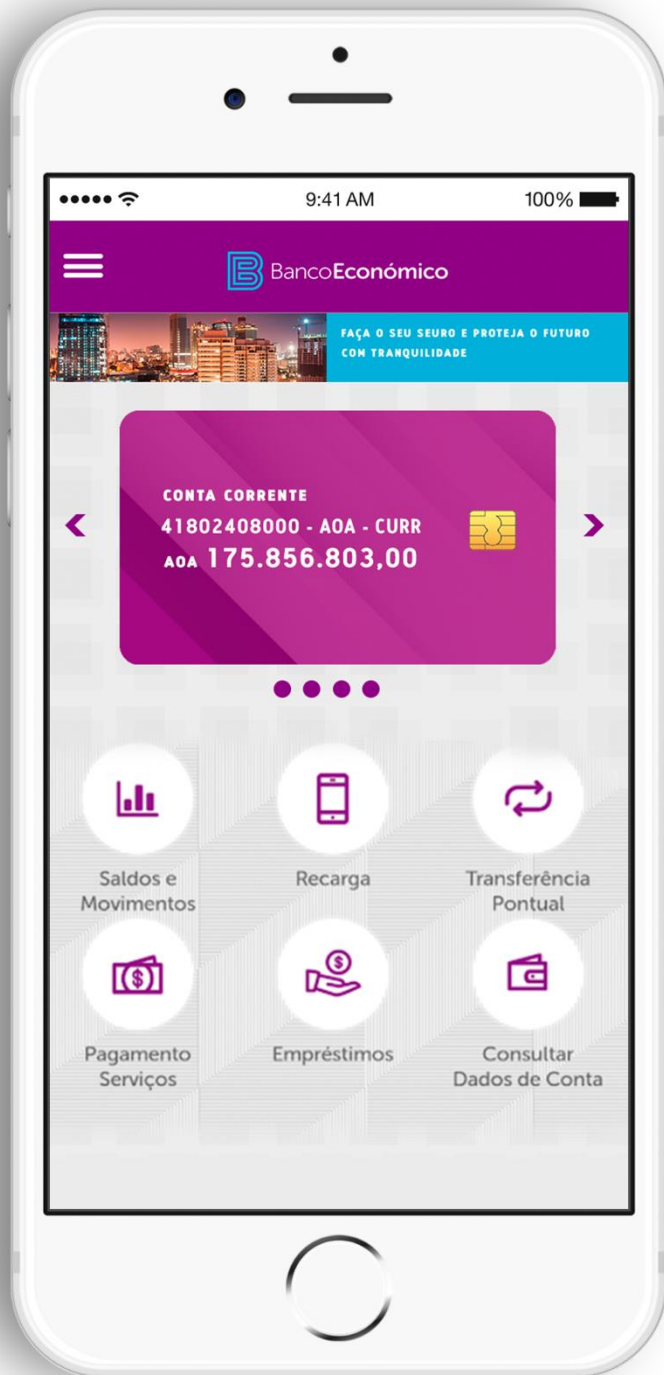 9:41 AM
100%
BancoEconómico
FAÇA O SEU SEURO E PROTEJA O FUTURO
COM TRANQUILIDADE
CONTA CORRENTE
41802408000 - AOA - CURR
AOA 175.856.803,00
Saldos e
Movimentos
Recarga
Transferência
Pontual
Pagamento
Serviços
Empréstimos
Consultar
Dados de Conta